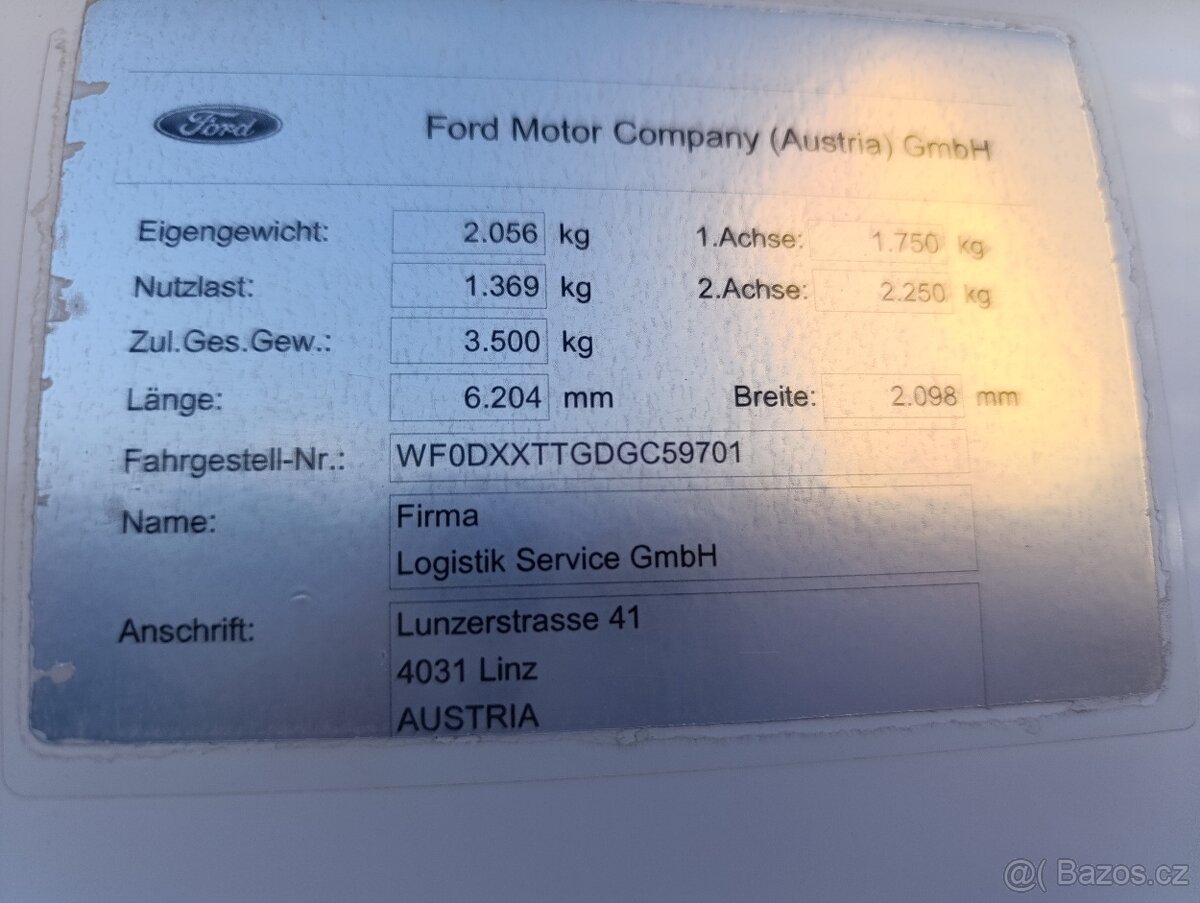 Ford
Ford Motor Company (Austria) GmbH
Eigengewicht: 2.056 kg 1.Achse: 1.750 kg
Nutzlast: 1.369 kg 2.Achse: 2.250 kg
Zul.Ges.Gew.: 3.500 kg
Länge: 6.204 mm Breite: 2.098 mm
Fahrgestell-Nr.: WF0DXXTTGDGC59701
Name: Firma
Logistik Service GmbH
Anschrift: Lunzerstrasse 41
4031 Linz
AUSTRIA
@( Bazos.cz